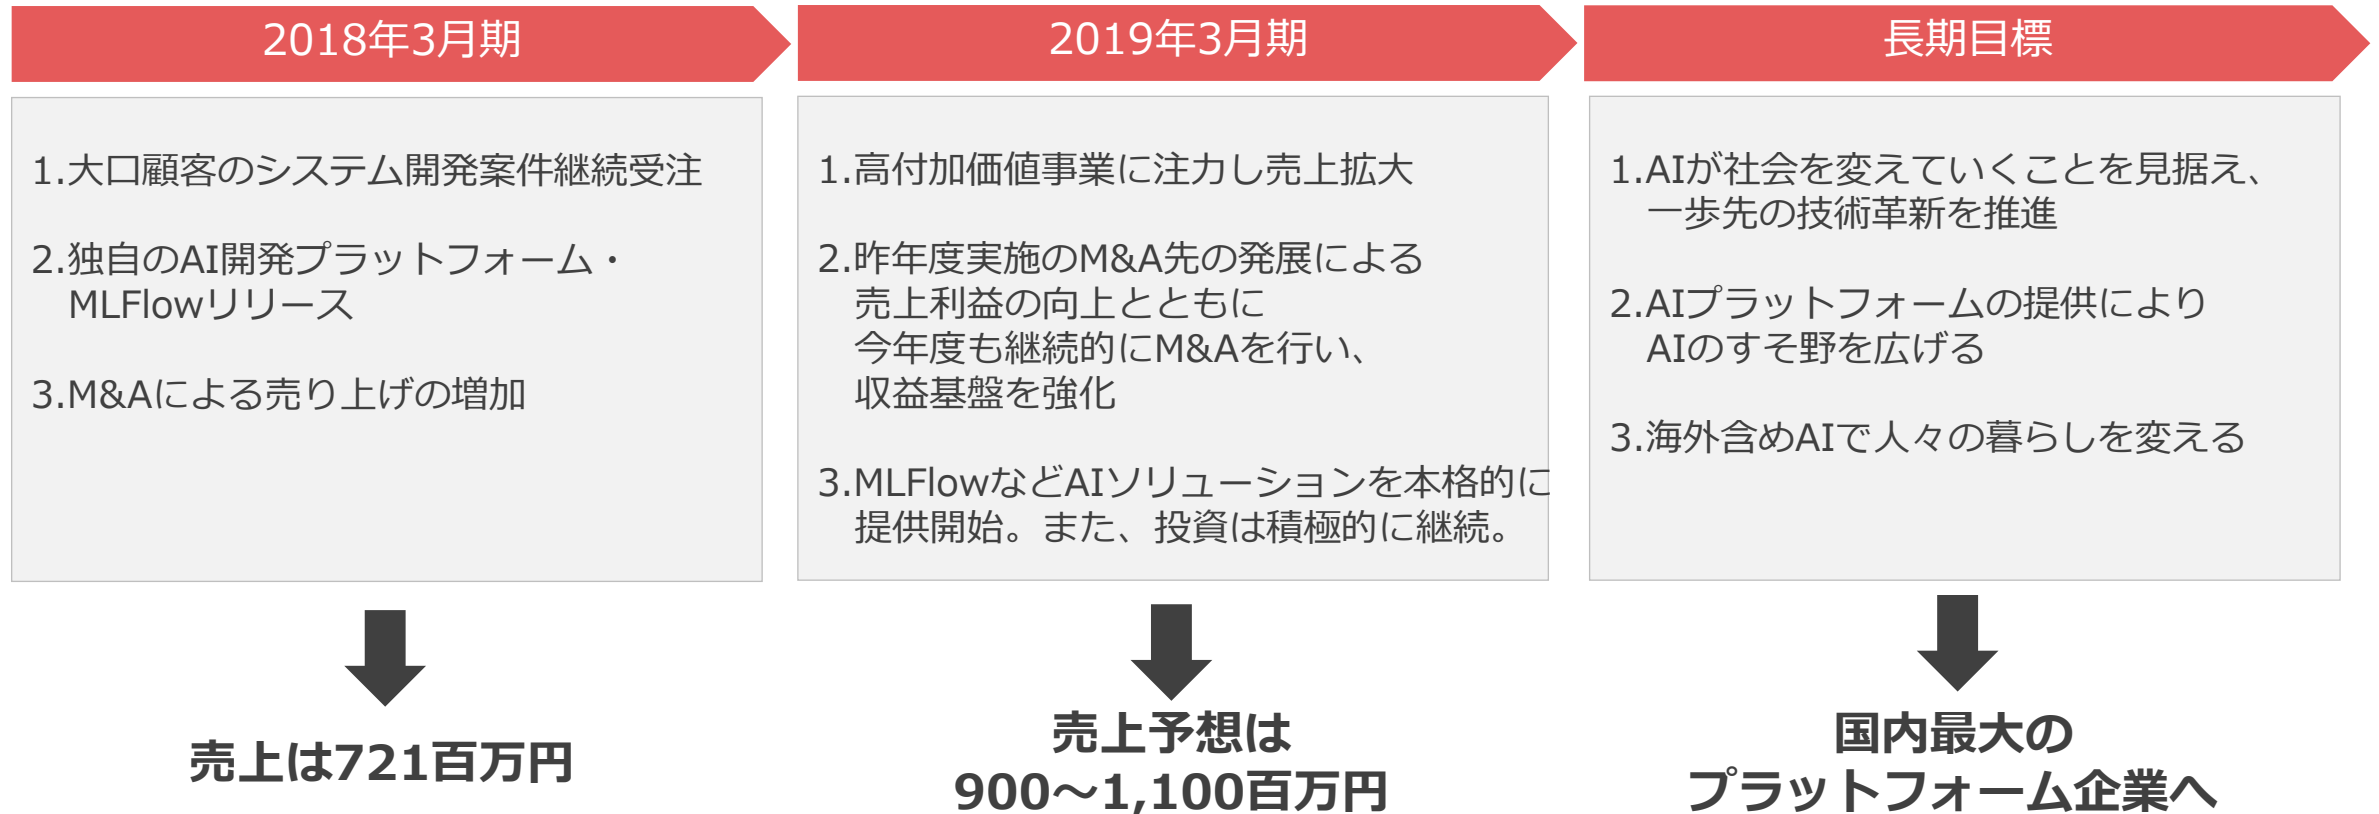 2018年3月期
1.大口顧客のシステム開発案件継続受注
2.独自のAI開発プラットフォーム・
MLFlowリリース
3.M&Aによる売り上げの増加
売上は721百万円
2019年3月期
1.高付加価値事業に注力し売上拡大
2.昨年度実施のM&A先の発展による
売上利益の向上とともに
今年度も継続的にM&Aを行い、
収益基盤を強化
3.MLFlowなどAIソリューションを本格的に
提供開始。また、投資は積極的に継続。
売上予想は
900～1,100百万円
長期目標
1.AIが社会を変えていくことを見据え、
一歩先の技術革新を推進
2.AIプラットフォームの提供により
AIのすそ野を広げる
3.海外含めAIで人々の暮らしを変える
国内最大の
プラットフォーム企業へ